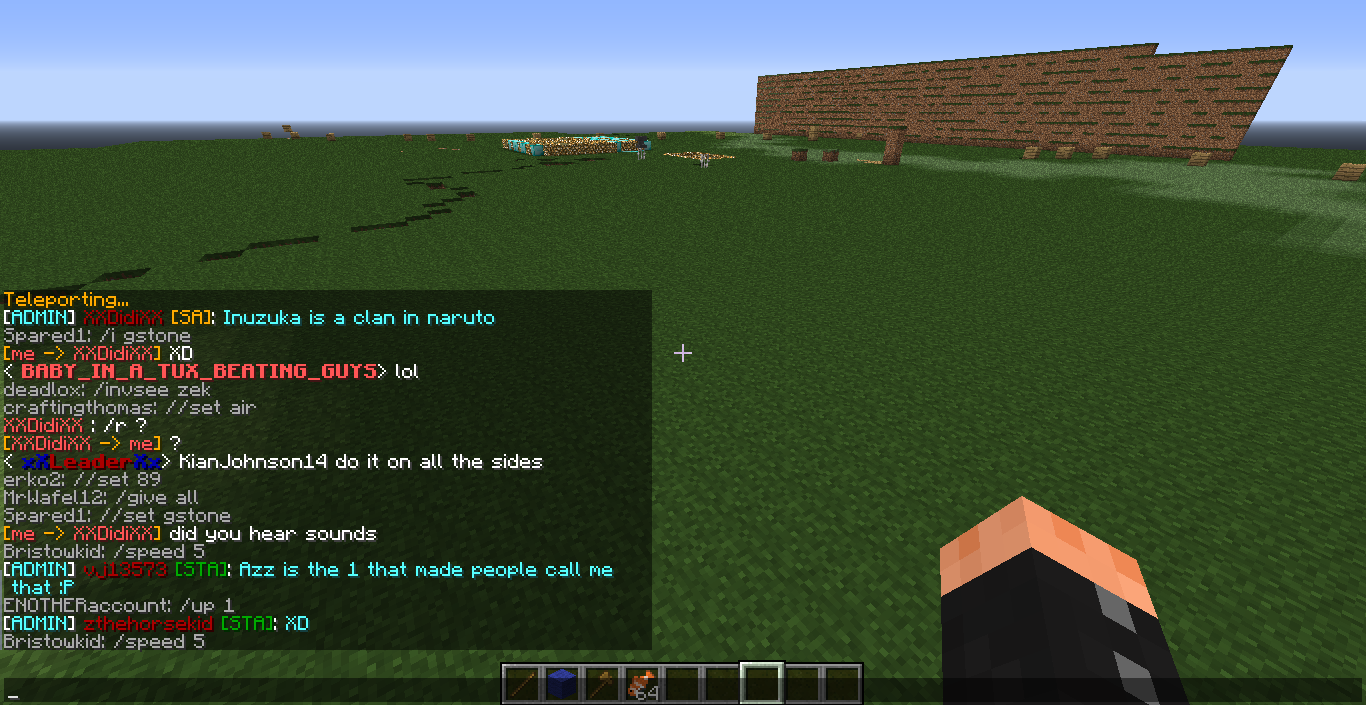 Teleporting...
[ADMIN] XXDidiXX [SA]: Inuzuka is a clan in naruto
Spared1: /i gstone
[me -> XXDidiXX] XD
< BABY_IN_A_TUX_BEATING_GUYS> lol
deadlox: /invsee zek
craftingthomas: //set air
XXDidiXX : /r ?
[XXDidiXX -> me] ?
< xXLeaderXx> KianJohnson14 do it on all the sides
erko2: //set 89
MrWafel12: /give all
Spared1: //set gstone
[me -> XXDidiXX] did you hear sounds
Bristowkid: /speed 5
[ADMIN] vj13573 [STA]: Azz is the 1 that made people call me
that :P
ENOTHERaccount: /up 1
[ADMIN] zthehorsekid [STA]: XD
Bristowkid: /speed 5
64
_